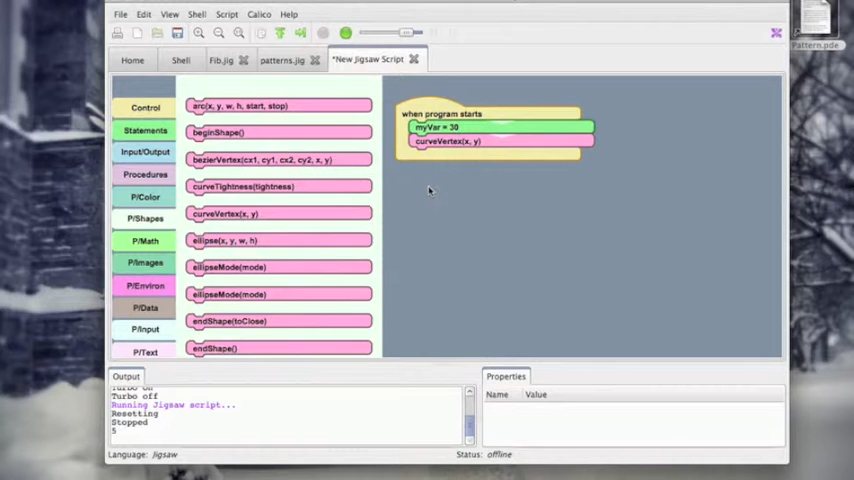 File Edit View Shell Script Calico Help
Home Shell Fib.jig patterns.jig *New Jigsaw Script
Pattern.pde
Control
Statements
Input/Output
Procedures
P/Color
P/Shapes
P/Math
P/Images
P/Environ
P/Data
P/Input
P/Text
arc(x, y, w, h, start, stop)
beginShape()
bezierVertex(cx1, cy1, cx2, cy2, x, y)
curveTightness(tightness)
curveVertex(x, y)
ellipse(x, y, w, h)
ellipseMode(mode)
ellipseMode(mode)
endShape(toClose)
endShape()
when program starts
myVar = 30
curveVertex(x, y)
Output
Turbo on
Turbo off
Running Jigsaw script...
Resetting
Stopped
5
Properties
Name Value
Language: jigsaw
Status: offline